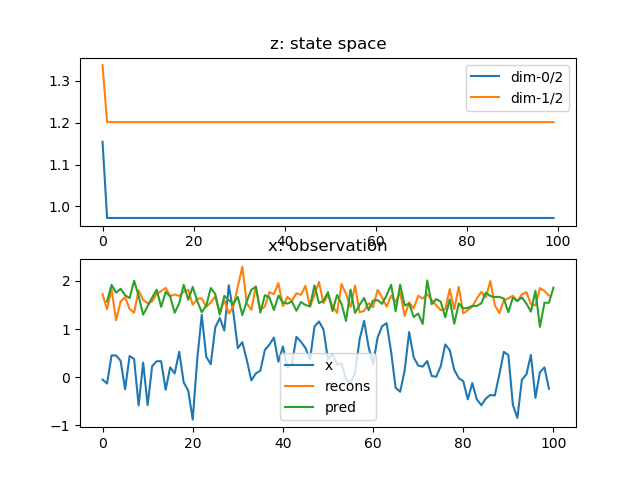 z: state space
1.3
1.2
1.1
1.0
dim-0/2
dim-1/2
0 20 40 60 80 100
x: observation
2
1
0
−1
x
recons
pred
0 20 40 60 80 100